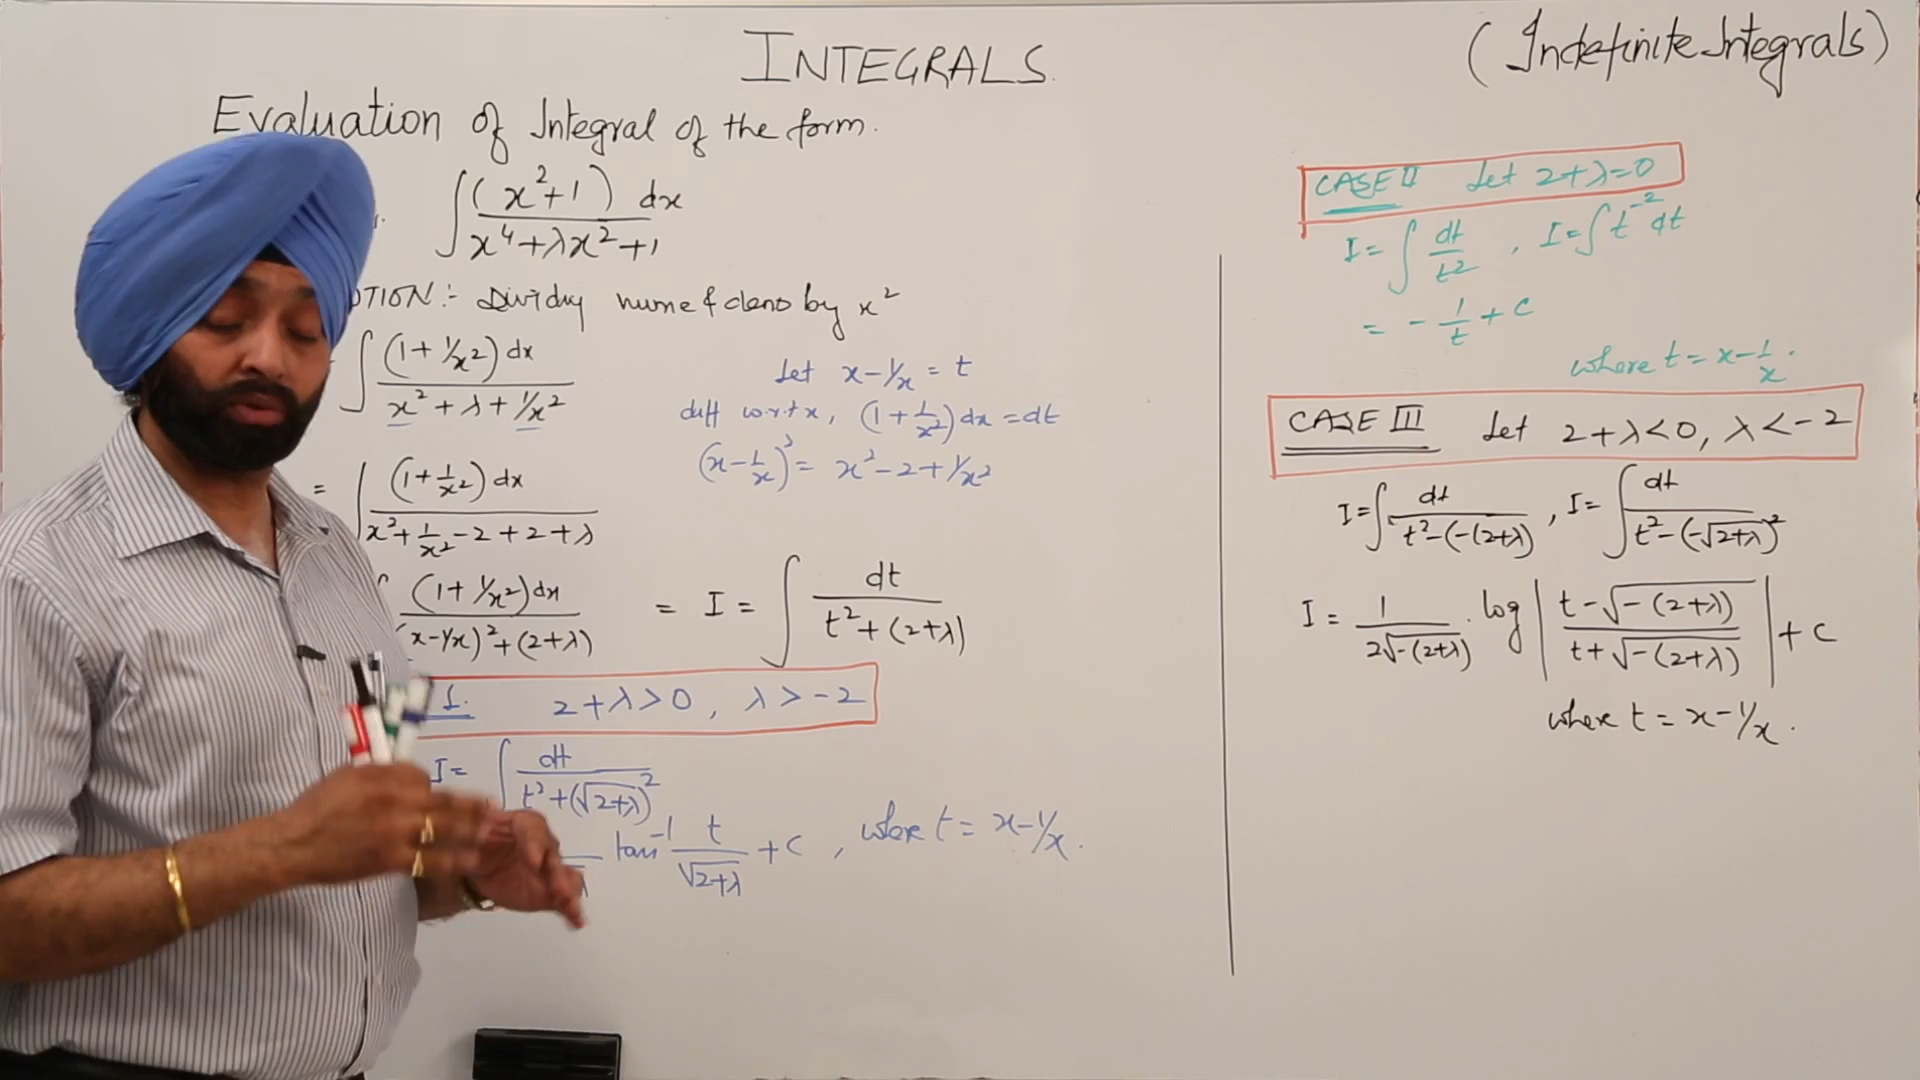 INTEGRALS
(Indefinite Integrals)
Evaluation of Integral of the form.
∫ (x²+1) dx / x⁴+λx²+1
OTION:- Dividing nume & deno by x²
∫ (1+1/x²) dx / x²+λ+1/x²
Let x-1/x = t
diff w.r.t x, (1+1/x²)dx = dt
(x-1/x)² = x²-2+1/x²
= ∫ (1+1/x²) dx / x²+1/x²-2+2+λ
(1+1/x²)dx / (x-1/x)²+(2+λ) = I = ∫ dt / t²+(2+λ)
1. 2+λ>0, λ>-2
I= ∫ dt / t²+(√2+λ)²
tan⁻¹ t/√2+λ +c, where t= x-1/x.
CASE II Let 2+λ=0
I= ∫ dt/t², I=∫t⁻²dt
= -1/t+c
where t=x-1/x.
CASE III Let 2+λ<0, λ<-2
I=∫ dt / t²-(-(2+λ), I= ∫ dt / t²-(-√2+λ)²
I= 1/2√-(2+λ) . log | t-√-(2+λ) / t+√-(2+λ) | +c
where t= x-1/x.